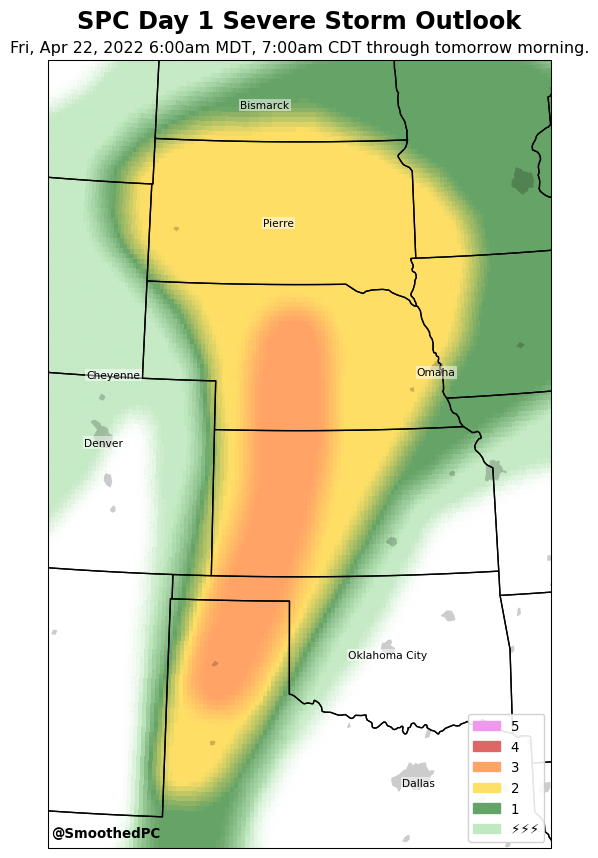 SPC Day 1 Severe Storm Outlook
Fri, Apr 22, 2022 6:00am MDT, 7:00am CDT through tomorrow morning.
Bismarck
Pierre
Omaha
Cheyenne
Denver
Oklahoma City
Dallas
5
4
3
2
1
⚡⚡⚡
@SmoothedPC